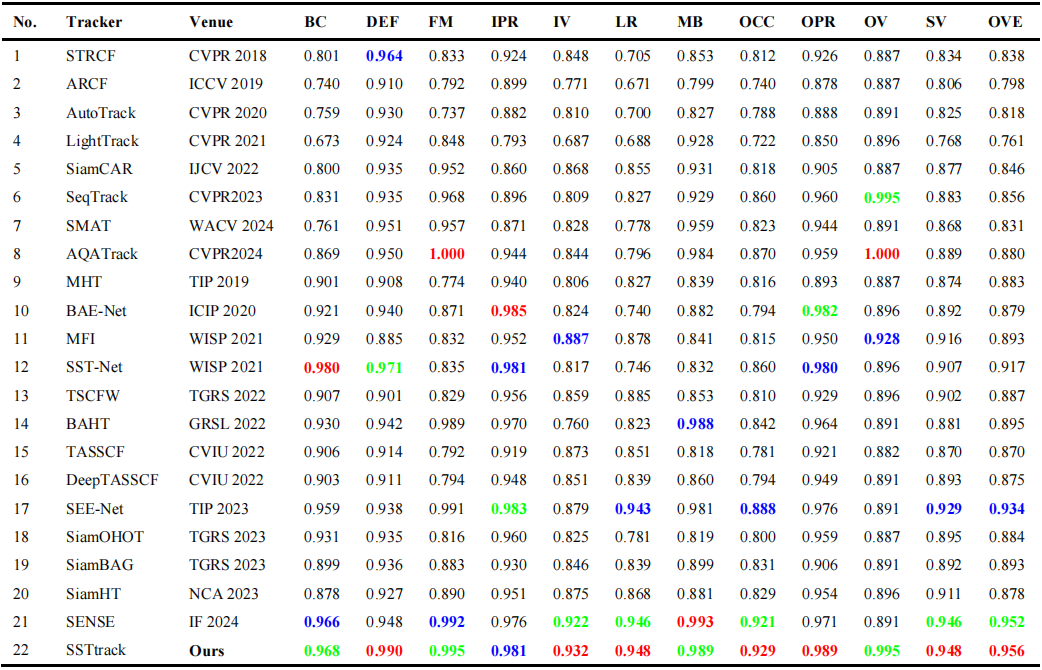 No. Tracker Venue BC DEF FM IPR IV LR MB OCC OPR OV SV OVE
1 STRCF CVPR 2018 0.801 0.964 0.833 0.924 0.848 0.705 0.853 0.812 0.926 0.887 0.834 0.838
2 ARCF ICCV 2019 0.740 0.910 0.792 0.899 0.771 0.671 0.799 0.740 0.878 0.887 0.806 0.798
3 AutoTrack CVPR 2020 0.759 0.930 0.737 0.882 0.810 0.700 0.827 0.788 0.888 0.891 0.825 0.818
4 LightTrack CVPR 2021 0.673 0.924 0.848 0.793 0.687 0.688 0.928 0.722 0.850 0.896 0.768 0.761
5 SiamCAR IJCV 2022 0.800 0.935 0.952 0.860 0.868 0.855 0.931 0.818 0.905 0.887 0.877 0.846
6 SeqTrack CVPR2023 0.831 0.935 0.968 0.896 0.809 0.827 0.929 0.860 0.960 0.995 0.883 0.856
7 SMAT WACV 2024 0.761 0.951 0.957 0.871 0.828 0.778 0.959 0.823 0.944 0.891 0.868 0.831
8 AQATrack CVPR2024 0.869 0.950 1.000 0.944 0.844 0.796 0.984 0.870 0.959 1.000 0.889 0.880
9 MHT TIP 2019 0.901 0.908 0.774 0.940 0.806 0.827 0.839 0.816 0.893 0.887 0.874 0.883
10 BAE-Net ICIP 2020 0.921 0.940 0.871 0.985 0.824 0.740 0.882 0.794 0.982 0.896 0.892 0.879
11 MFI WISP 2021 0.929 0.885 0.832 0.952 0.887 0.878 0.841 0.815 0.950 0.928 0.916 0.893
12 SST-Net WISP 2021 0.980 0.971 0.835 0.981 0.817 0.746 0.832 0.860 0.980 0.896 0.907 0.917
13 TSCFW TGRS 2022 0.907 0.901 0.829 0.956 0.859 0.885 0.853 0.810 0.929 0.896 0.902 0.887
14 BAHT GRSL 2022 0.930 0.942 0.989 0.970 0.760 0.823 0.988 0.842 0.964 0.891 0.881 0.895
15 TASSCF CVIU 2022 0.906 0.914 0.792 0.919 0.873 0.851 0.818 0.781 0.921 0.882 0.870 0.870
16 DeepTASSCF CVIU 2022 0.903 0.911 0.794 0.948 0.851 0.839 0.860 0.794 0.949 0.891 0.893 0.875
17 SEE-Net TIP 2023 0.959 0.938 0.991 0.983 0.879 0.943 0.981 0.888 0.976 0.891 0.929 0.934
18 SiamOHOT TGRS 2023 0.931 0.935 0.816 0.960 0.825 0.781 0.819 0.800 0.959 0.887 0.895 0.884
19 SiamBAG TGRS 2023 0.899 0.936 0.883 0.930 0.846 0.839 0.899 0.831 0.906 0.891 0.892 0.893
20 SiamHT NCA 2023 0.878 0.927 0.890 0.951 0.875 0.868 0.881 0.829 0.954 0.896 0.911 0.878
21 SENSE IF 2024 0.966 0.948 0.992 0.976 0.922 0.946 0.993 0.921 0.971 0.891 0.946 0.952
22 SSTtrack Ours 0.968 0.990 0.995 0.981 0.932 0.948 0.989 0.929 0.989 0.995 0.948 0.956